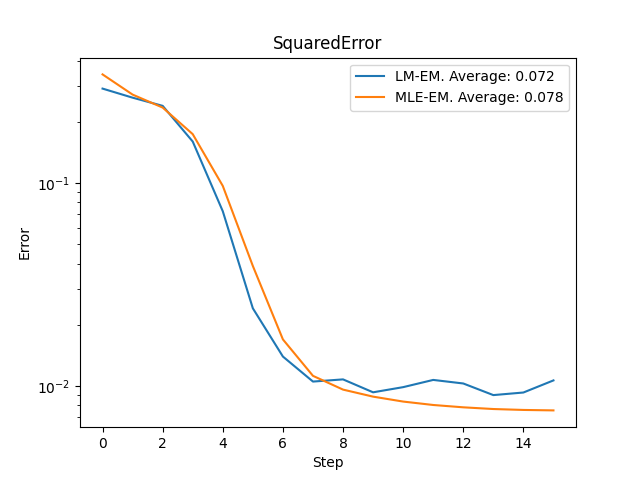 SquaredError
LM-EM. Average: 0.072
MLE-EM. Average: 0.078
10⁻¹
10⁻²
Error
0 2 4 6 8 10 12 14
Step